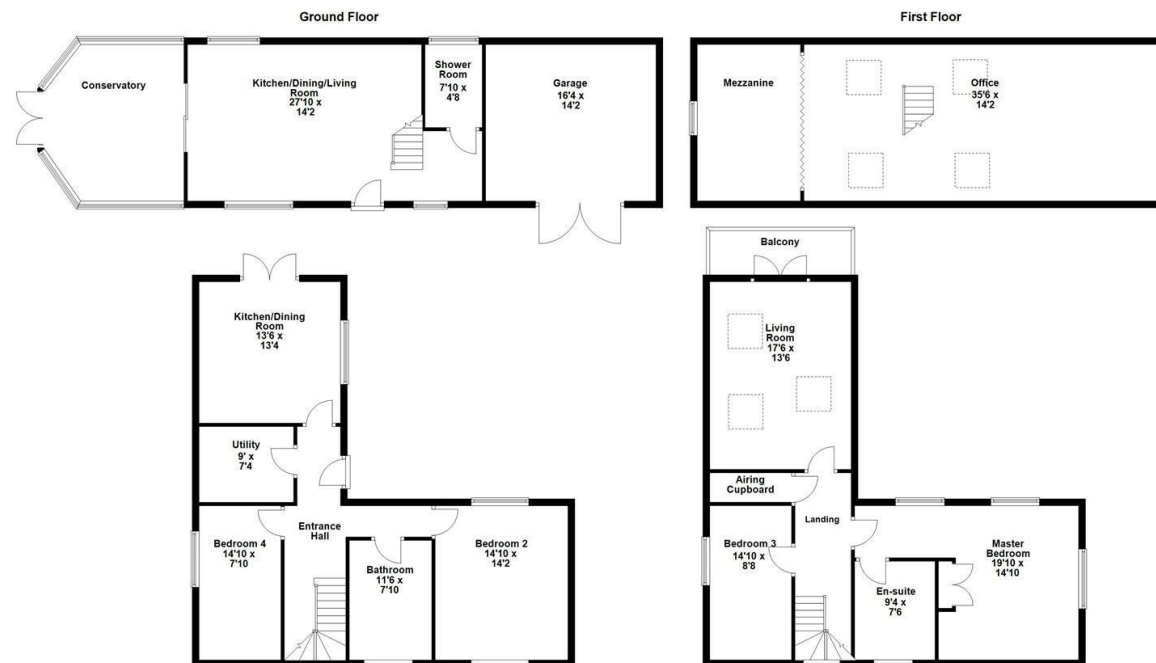 Ground Floor
First Floor
Conservatory
Kitchen/Dining/Living
Room
27'10 x
14'2
Shower
Room
7'10 x
4'8
Garage
16'4 x
14'2
Mezzanine
Office
35'6 x
14'2
Kitchen/Dining
Room
13'6 x
13'4
Utility
9' x
7'4
Bedroom 4
14'10 x
7'10
Entrance
Hall
Bathroom
11'6 x
7'10
Bedroom 2
14'10 x
14'2
Balcony
Living
Room
17'6 x
13'6
Airing
Cupboard
Landing
Bedroom 3
14'10 x
8'8
En-suite
9'4 x
7'6
Master
Bedroom
19'10 x
14'10